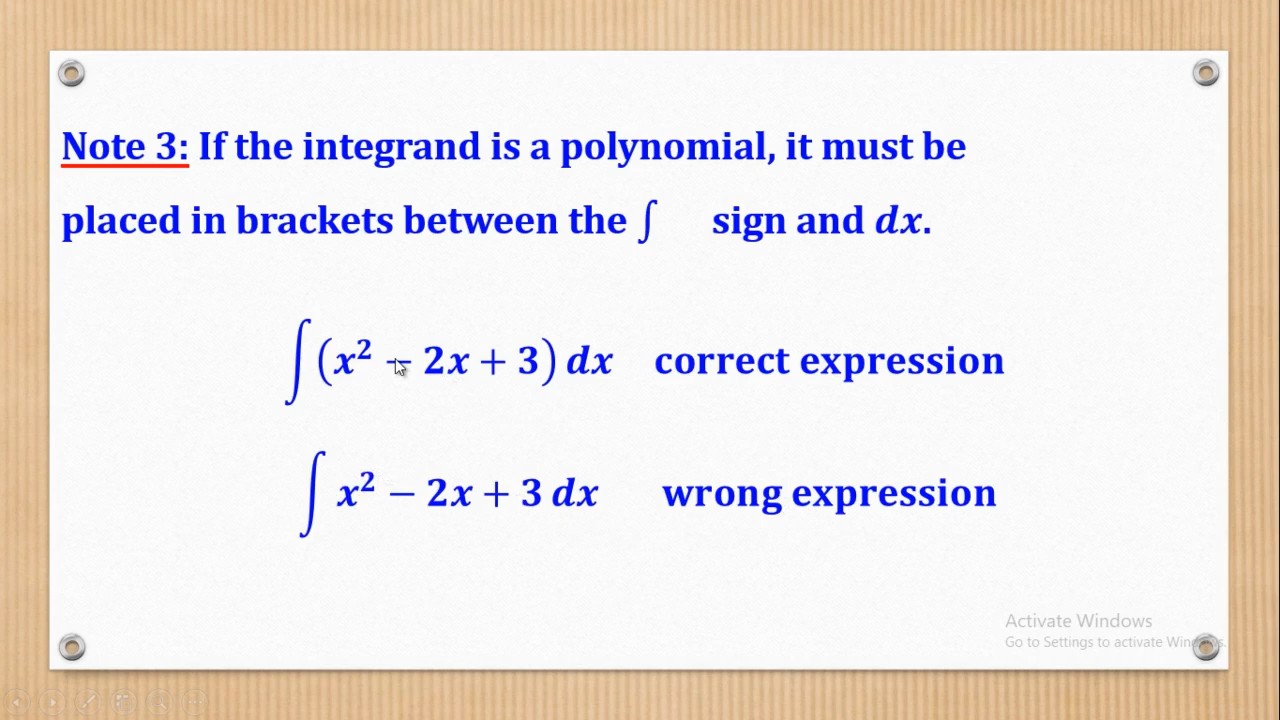 Note 3: If the integrand is a polynomial, it must be
placed in brackets between the ∫ sign and dx.
∫(x² − 2x + 3) dx correct expression
∫ x² − 2x + 3 dx wrong expression
Activate Windows
Go to Settings to activate Windows.